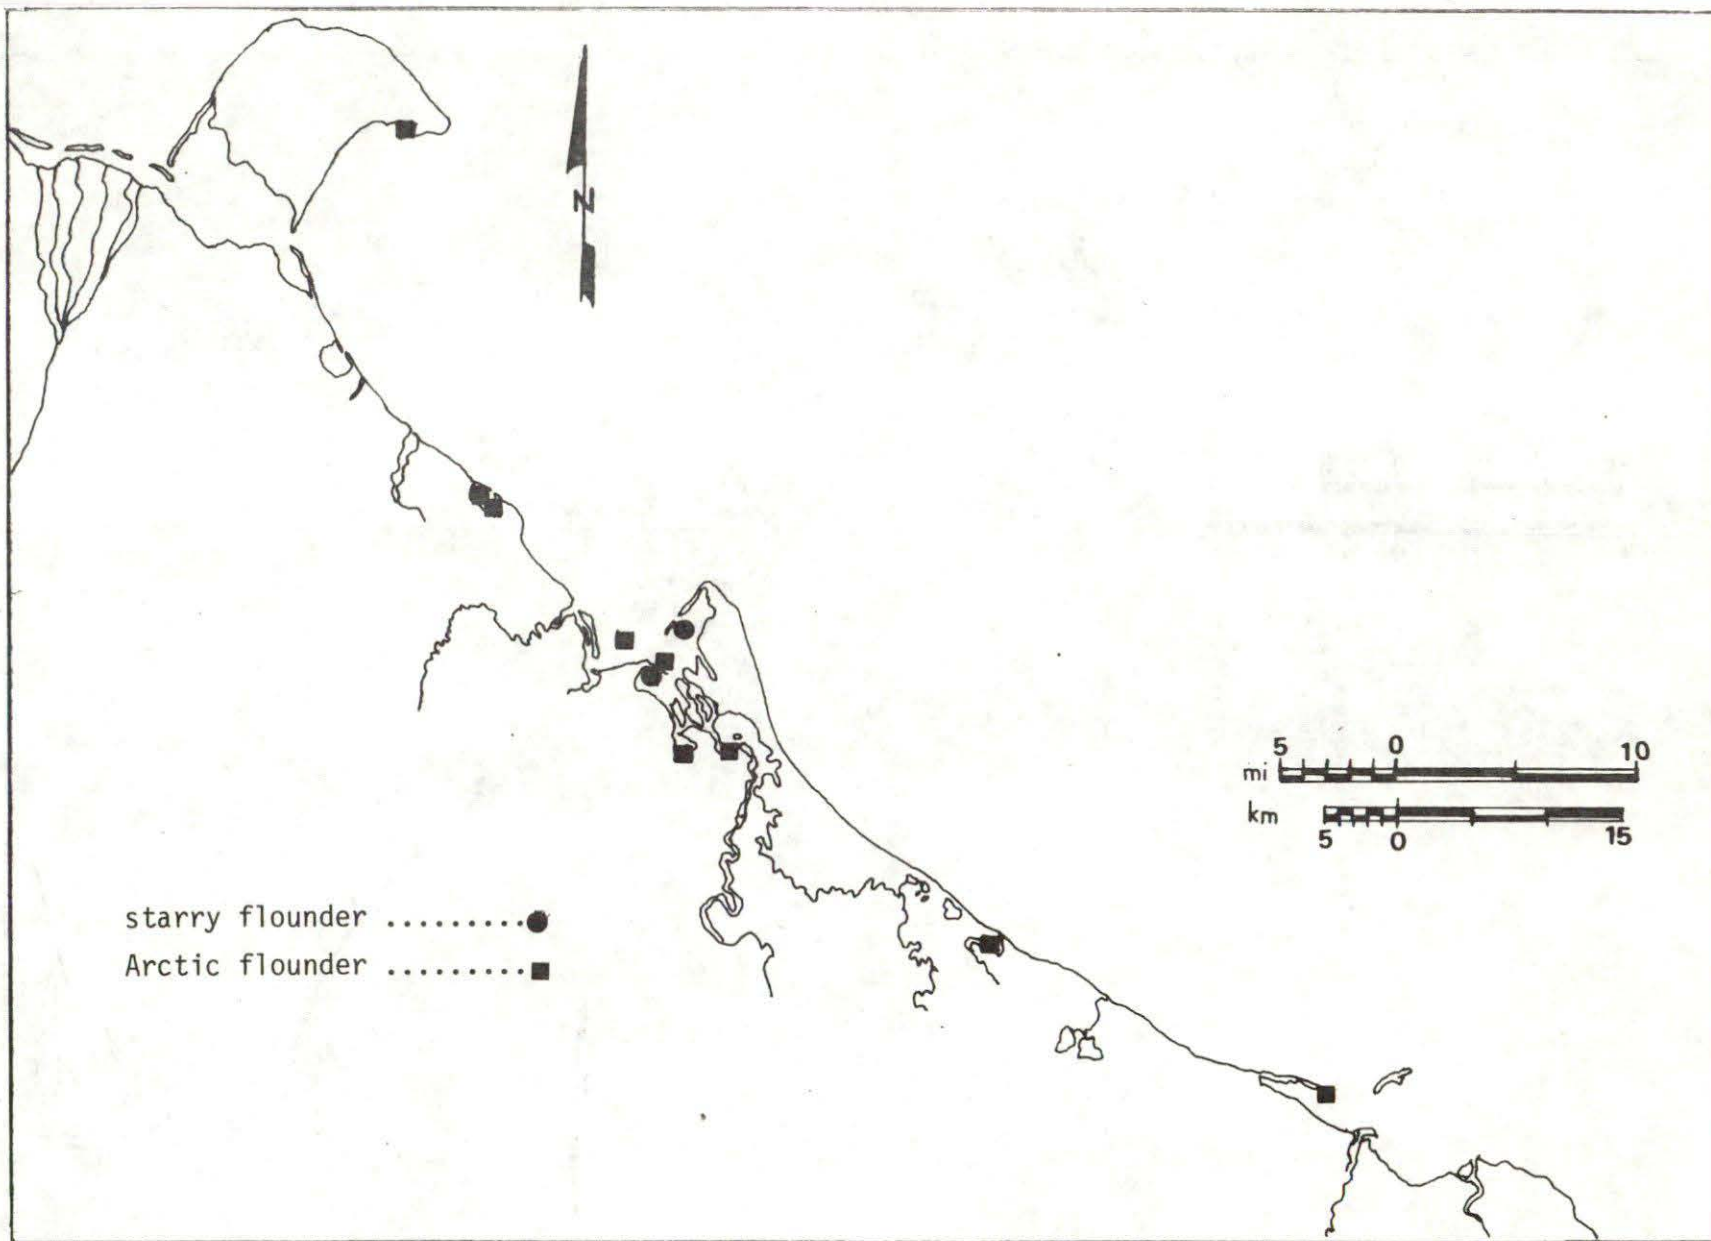 N
5 0 10
mi
km
5 0 15
starry flounder .........●
Arctic flounder .........■